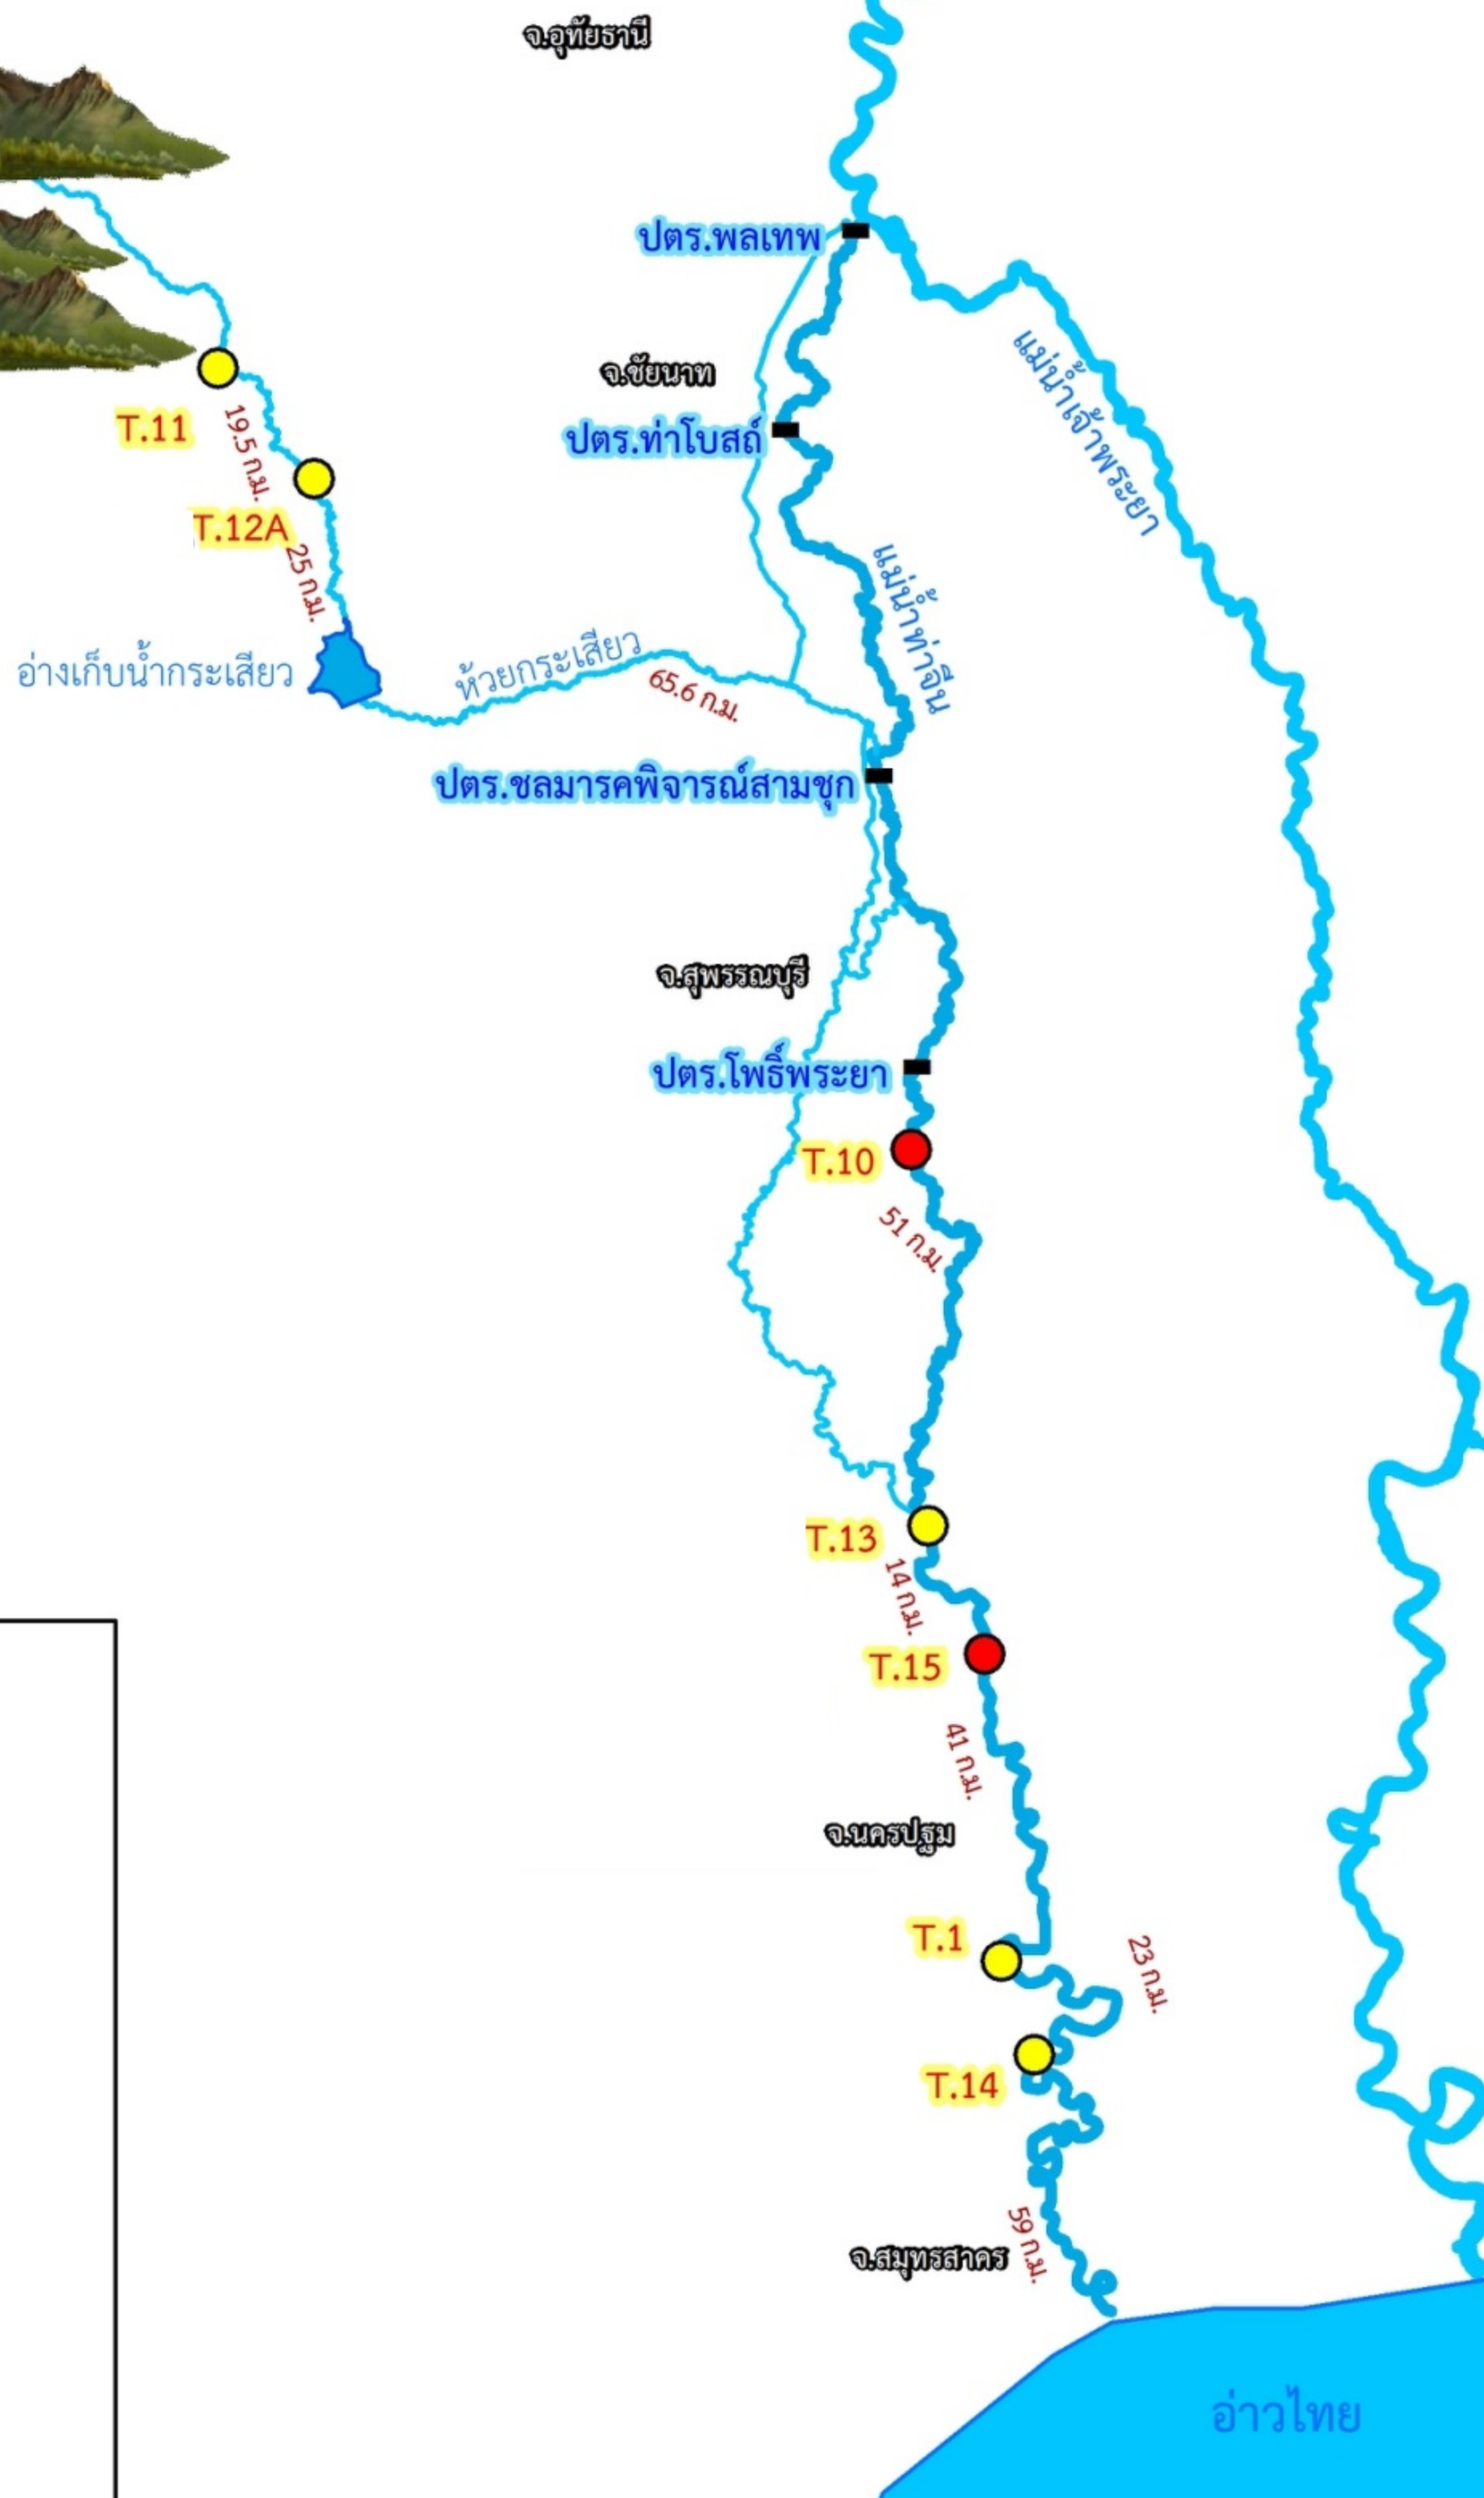 จ.อุทัยธานี
ปตร.พลเทพ
แม่น้ำเจ้าพระยา
จ.ชัยนาท
T.11
19.5 ก.ม.
ปตร.ท่าโบสถ์
T.12A
25 ก.ม.
แม่น้ำท่าจีน
อ่างเก็บน้ำกระเสียว
ห้วยกระเสียว
65.6 ก.ม.
ปตร.ชลมารคพิจารณ์สามชุก
จ.สุพรรณบุรี
ปตร.โพธิ์พระยา
T.10
51 ก.ม.
T.13
14 ก.ม.
T.15
41 ก.ม.
จ.นครปฐม
T.1
23 ก.ม.
T.14
59 ก.ม.
จ.สมุทรสาคร
อ่าวไทย